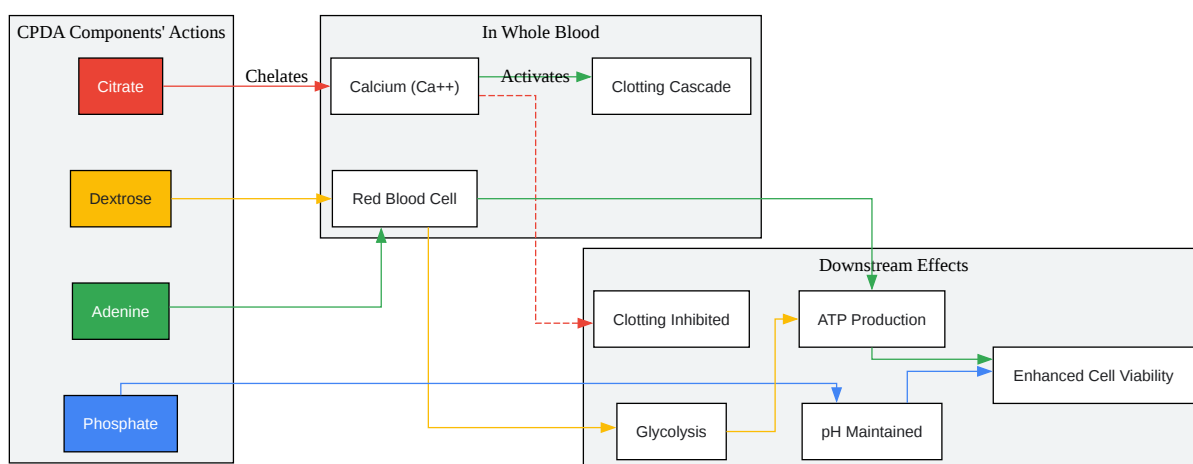 CPDA Components' Actions
In Whole Blood
Citrate
Chelates
Calcium (Ca++)
Activates
Clotting Cascade
Dextrose
Red Blood Cell
Downstream Effects
Adenine
Clotting Inhibited
ATP Production
Enhanced Cell Viability
Phosphate
Glycolysis
pH Maintained